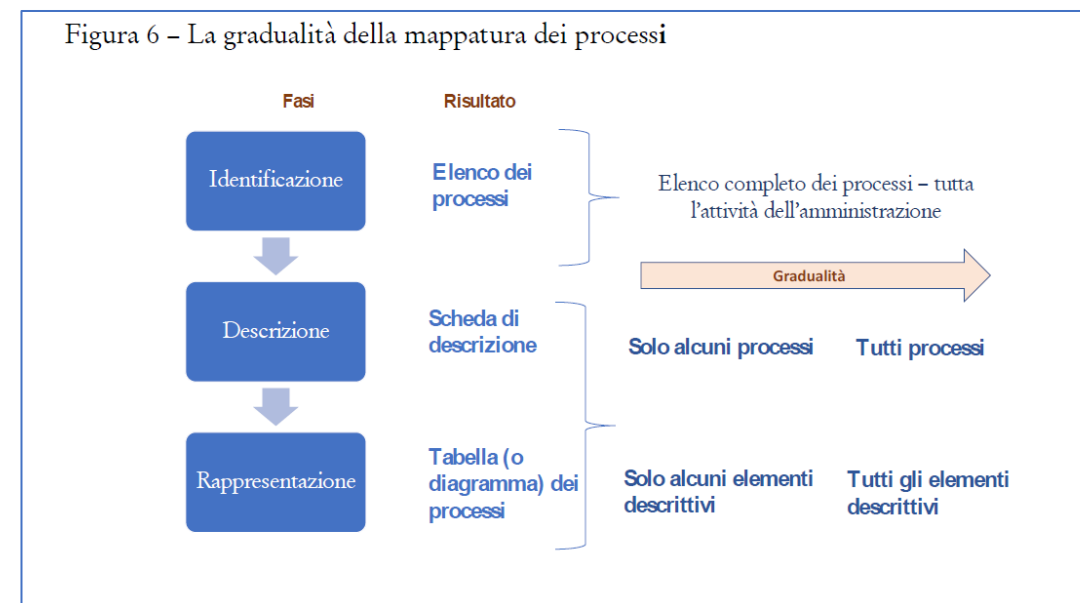 Figura 6 – La gradualità della mappatura dei processi
Fasi
Risultato
Identificazione
Elenco dei
processi
Elenco completo dei processi – tutta
l'attività dell'amministrazione
Gradualità
Descrizione
Scheda di
descrizione
Solo alcuni processi
Tutti processi
Rappresentazione
Tabella (o
diagramma) dei
processi
Solo alcuni elementi
descrittivi
Tutti gli elementi
descrittivi